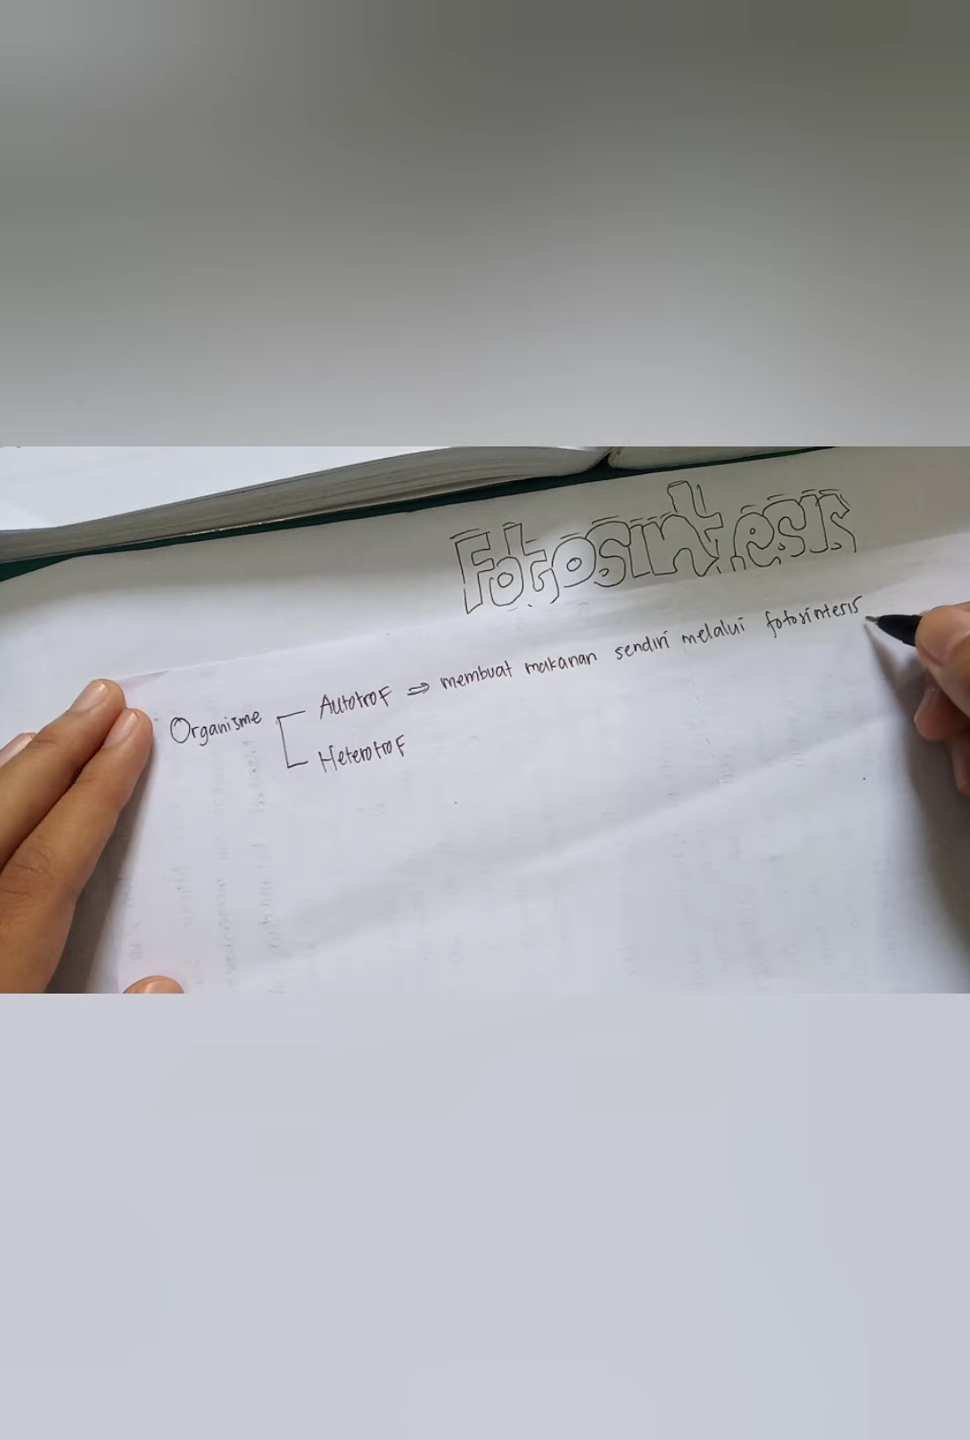 Fotosintesis
Organisme
Autotrof ⇒ membuat makanan sendiri melalui fotosintesis
Heterotrof